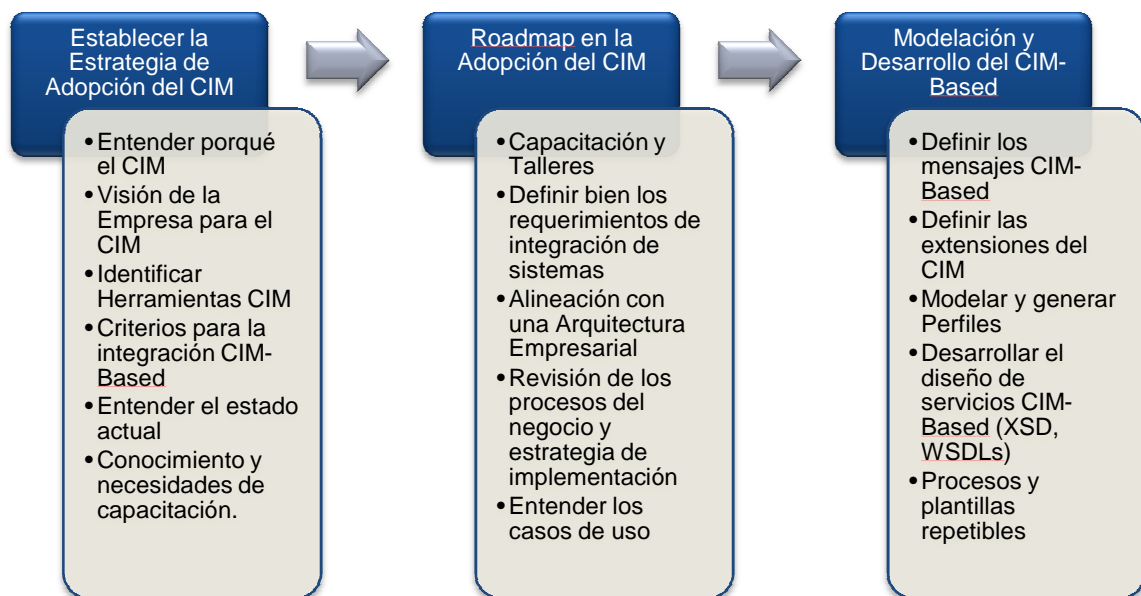 Establecer la
Estrategia de
Adopción del CIM
•Entender porqué
el CIM
•Visión de la
Empresa para el
CIM
•Identificar
Herramientas CIM
•Criterios para la
integración CIM-
Based
•Entender el estado
actual
•Conocimiento y
necesidades de
capacitación.
Roadmap en la
Adopción del CIM
•Capacitación y
Talleres
•Definir bien los
requerimientos de
integración de
sistemas
•Alineación con
una Arquitectura
Empresarial
•Revisión de los
procesos del
negocio y
estrategia de
implementación
•Entender los
casos de uso
Modelación y
Desarrollo del CIM-
Based
•Definir los
mensajes CIM-
Based
•Definir las
extensiones del
CIM
•Modelar y generar
Perfiles
•Desarrollar el
diseño de
servicios CIM-
Based (XSD,
WSDLs)
•Procesos y
plantillas
repetibles